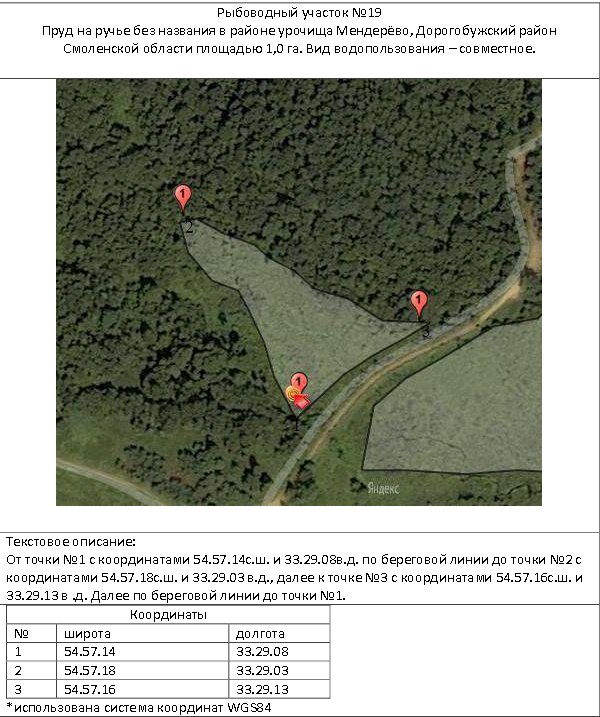 Рыбоводный участок №19
Пруд на ручье без названия в районе урочища Мендерёво, Дорогобужский район
Смоленской области площадью 1,0 га. Вид водопользования – совместное.
1
2
1
3
1
1
Яндекс
Текстовое описание:
От точки №1 с координатами 54.57.14с.ш. и 33.29.08в.д. по береговой линии до точки №2 с
координатами 54.57.18с.ш. и 33.29.03 в.д., далее к точке №3 с координатами 54.57.16с.ш. и
33.29.13 в .д. Далее по береговой линии до точки №1.
Координаты
№ широта долгота
1 54.57.14 33.29.08
2 54.57.18 33.29.03
3 54.57.16 33.29.13
*использована система координат WGS84